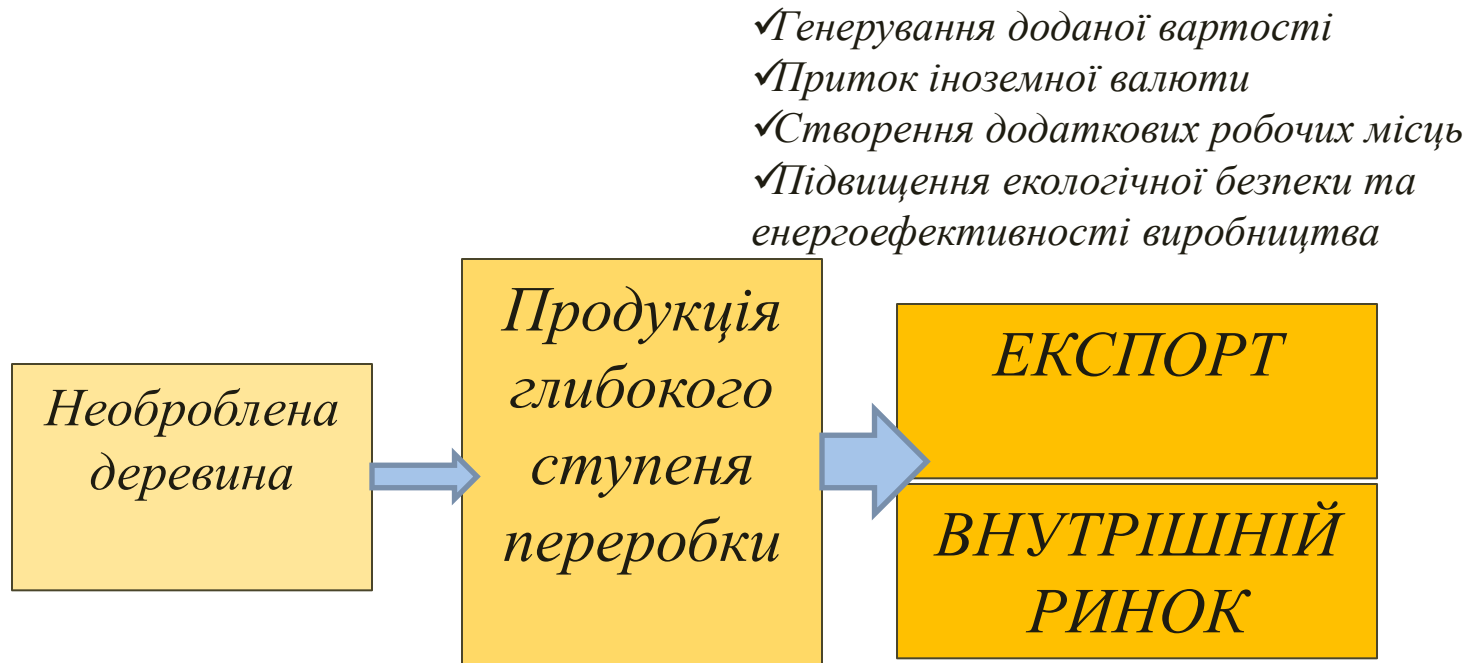 ✓Генерування доданої вартості
✓Приток іноземної валюти
✓Створення додаткових робочих місць
✓Підвищення екологічної безпеки та
енергоефективності виробництва
Необроблена
деревина
Продукція
глибокого
ступеня
переробки
ЕКСПОРТ
ВНУТРІШНІЙ
РИНОК